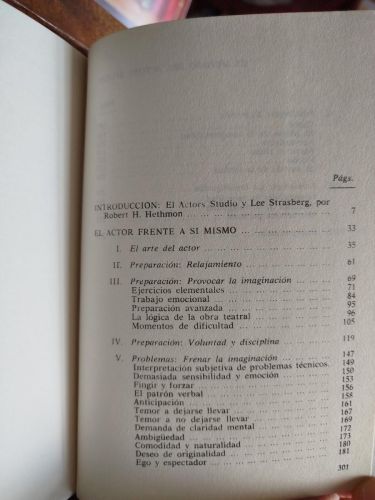 Págs.
INTRODUCCION: El Actors Studio y Lee Strasberg, por
Robert H. Hethmon ... 7
EL ACTOR FRENTE A SI MISMO ... 33
I. El arte del actor ... 35
II. Preparación: Relajamiento ... 61
III. Preparación: Provocar la imaginación ... 69
Ejercicios elementales ... 71
Trabajo emocional ... 84
Preparación avanzada ... 95
La lógica de la obra teatral ... 96
Momentos de dificultad ... 105
IV. Preparación: Voluntad y disciplina 119
V. Problemas: Frenar la imaginación ... 147
Interpretación subjetiva de problemas técnicos. 149
Demasiada sensibilidad y emoción ... 150
Fingir y forzar ... 153
El patrón verbal ... 156
Anticipación ... 158
Temor a dejarse llevar ... 161
Temor a no dejarse llevar ... 167
Demanda de claridad mental ... 169
Ambigüedad ... 172
Comodidad y naturalidad ... 173
Deseo de originalidad ... 180
Ego y espectador ... 181
301